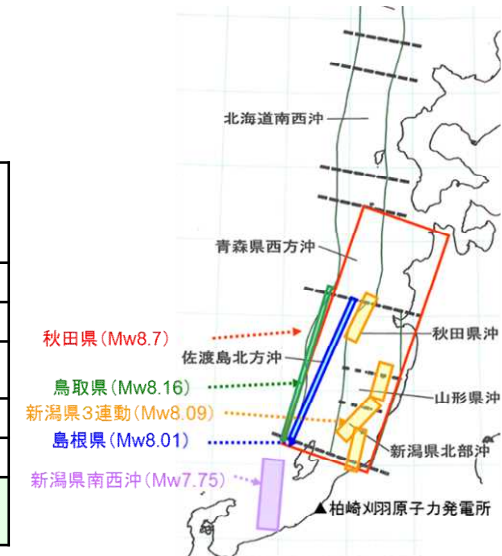 北海道南西沖
青森県西方沖
秋田県(Mw8.7)
秋田県沖
佐渡島北方沖
鳥取県(Mw8.16)
山形県沖
新潟県3連動(Mw8.09)
島根県(Mw8.01)
新潟県北部沖
新潟県南西沖(Mw7.75)
▲柏崎刈羽原子力発電所